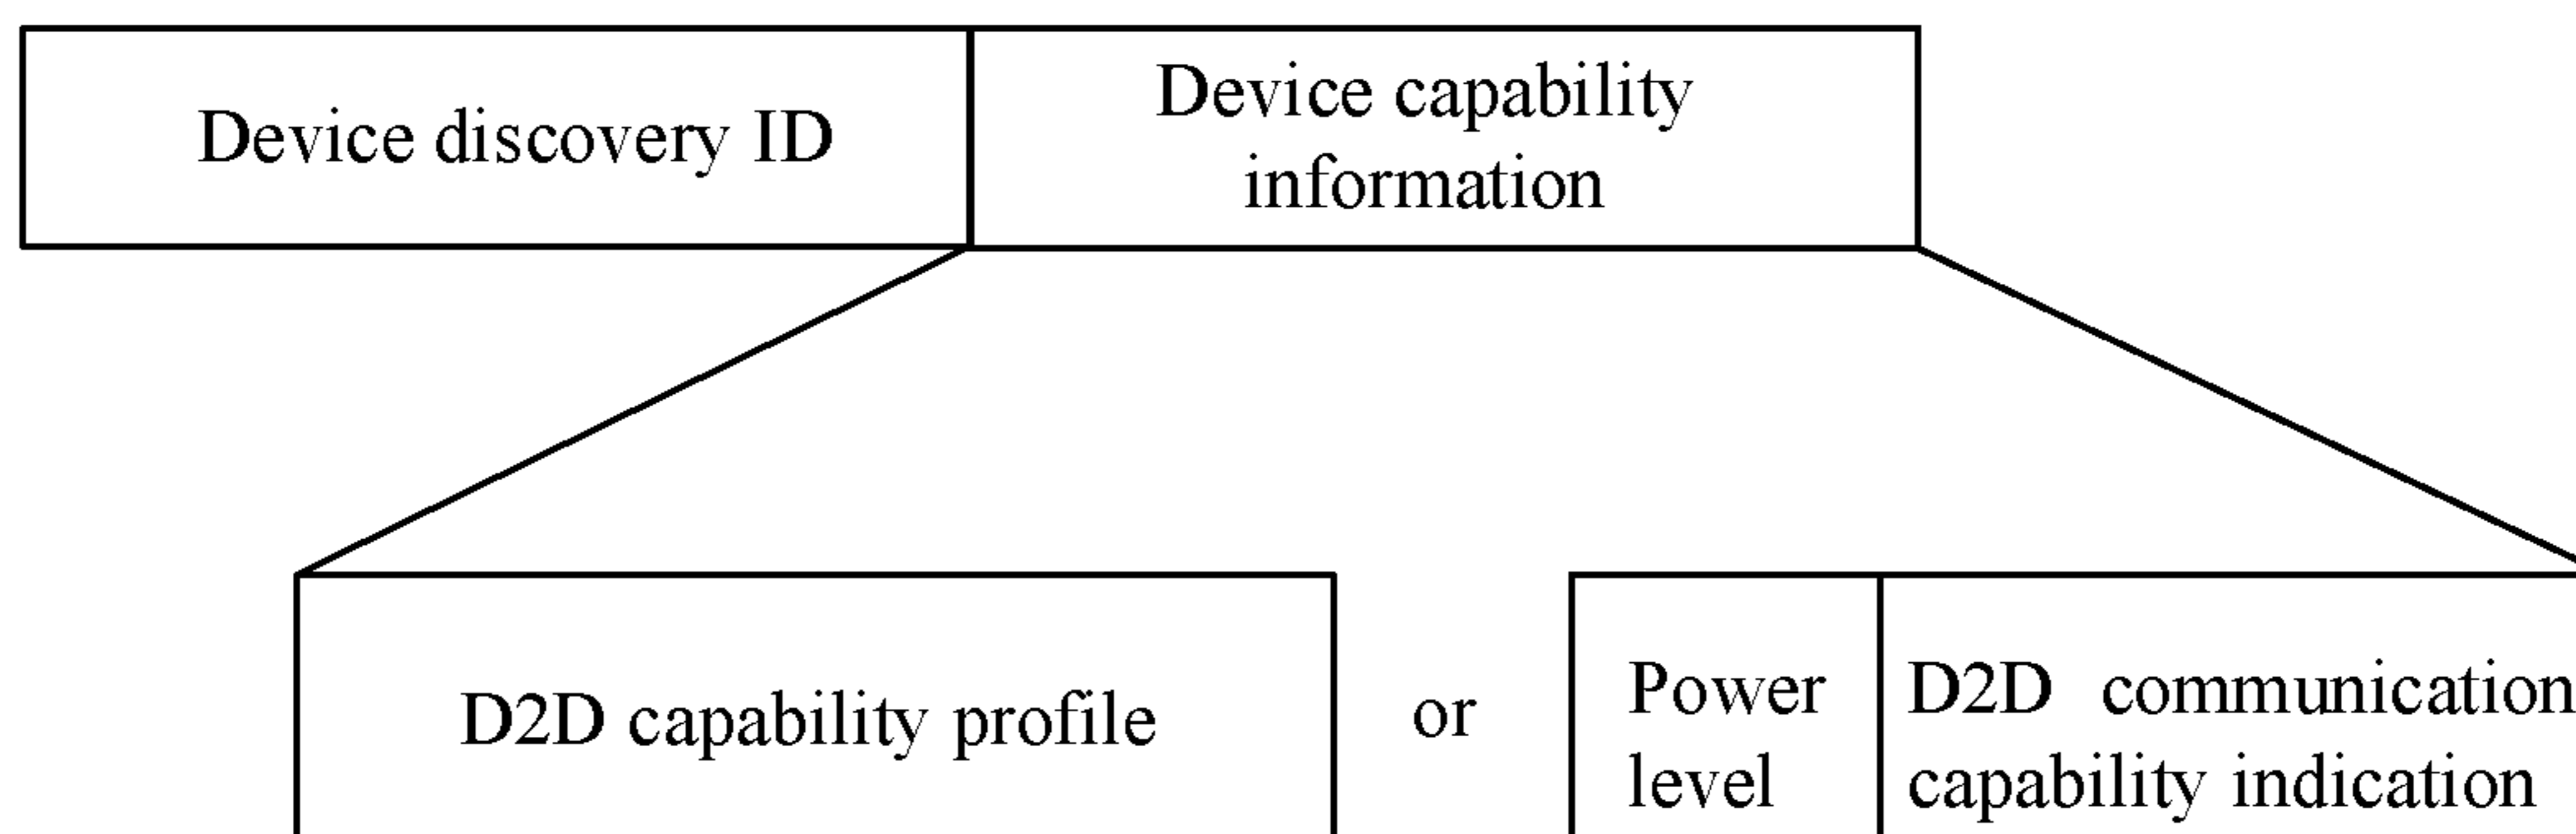 Device discovery ID
Device capability
information
D2D capability profile
or
Power
level
D2D communication
capability indication